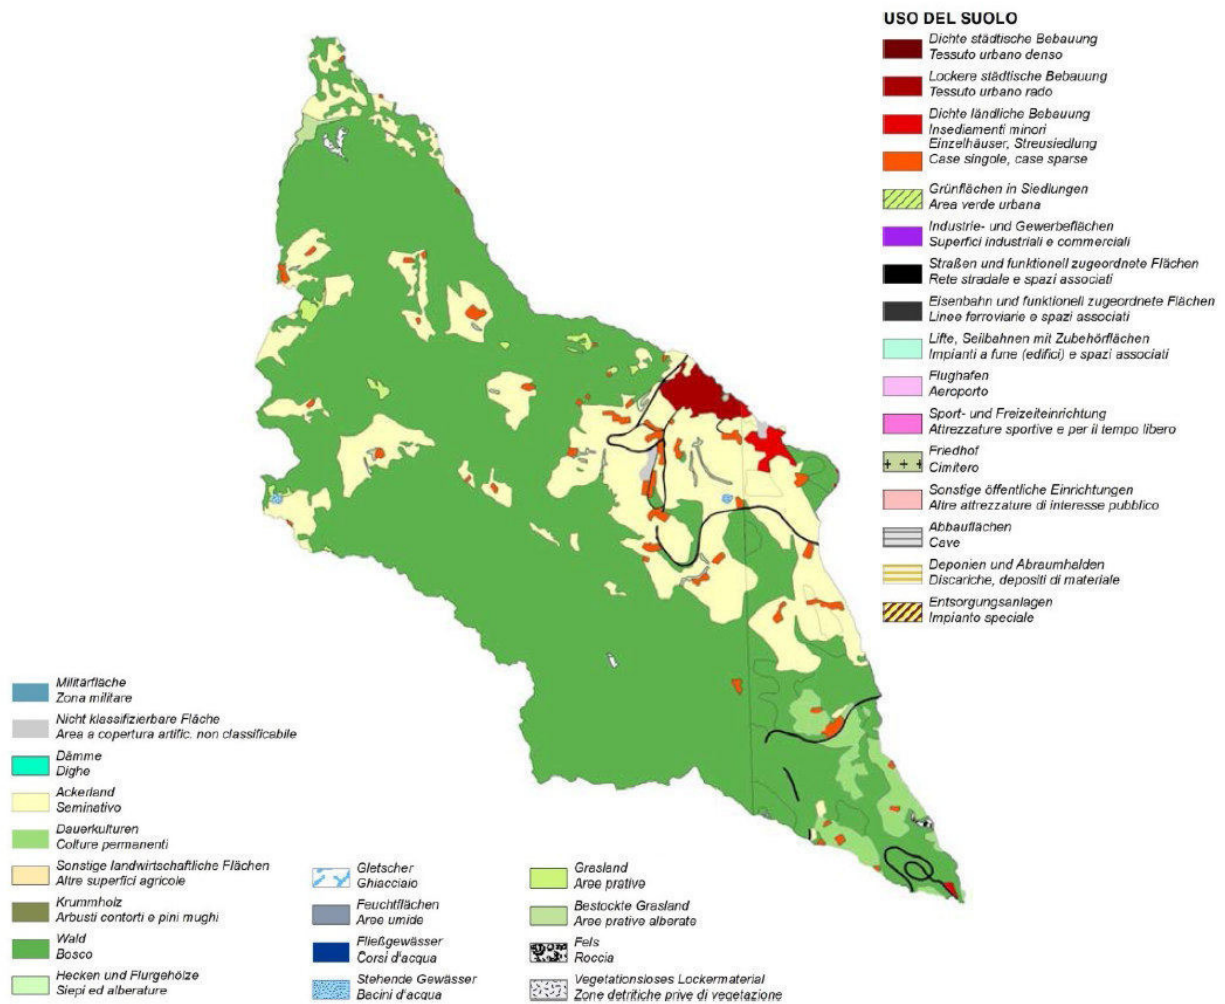 USO DEL SUOLO
Dichte städtische Bebauung
Tessuto urbano denso
Lockere städtische Bebauung
Tessuto urbano rado
Dichte ländliche Bebauung
Insediamenti minori
Einzelhäuser, Streusiedlung
Case singole, case sparse
Grünflächen in Siedlungen
Area verde urbana
Industrie- und Gewerbeflächen
Superfici industriali e commerciali
Straßen und funktionell zugeordnete Flächen
Rete stradale e spazi associati
Eisenbahn und funktionell zugeordnete Flächen
Linee ferroviarie e spazi associati
Lifte, Seilbahnen mit Zubehörflächen
Impianti a fune (edifici) e spazi associati
Flughafen
Aeroporto
Sport- und Freizeiteinrichtung
Attrezzature sportive e per il tempo libero
Friedhof
Cimitero
Sonstige öffentliche Einrichtungen
Altre attrezzature di interesse pubblico
Abbauflächen
Cave
Deponien und Abraumhalden
Discariche, depositi di materiale
Entsorgungsanlagen
Impianto speciale
Militärfläche
Zona militare
Nicht klassifizierbare Fläche
Area a copertura artific. non classificabile
Dämme
Dighe
Ackerland
Seminativo
Dauerkulturen
Colture permanenti
Sonstige landwirtschaftliche Flächen
Altre superfici agricole
Krummholz
Arbusti contorti e pini mughi
Wald
Bosco
Hecken und Flurgehölze
Siepi ed alberature
Gletscher
Ghiacciaio
Feuchtflächen
Aree umide
Fließgewässer
Corsi d'acqua
Stehende Gewässer
Bacini d'acqua
Grasland
Aree prative
Bestockte Grasland
Aree prative alberate
Fels
Roccia
Vegetationsloses Lockermaterial
Zone detritiche prive di vegetazione